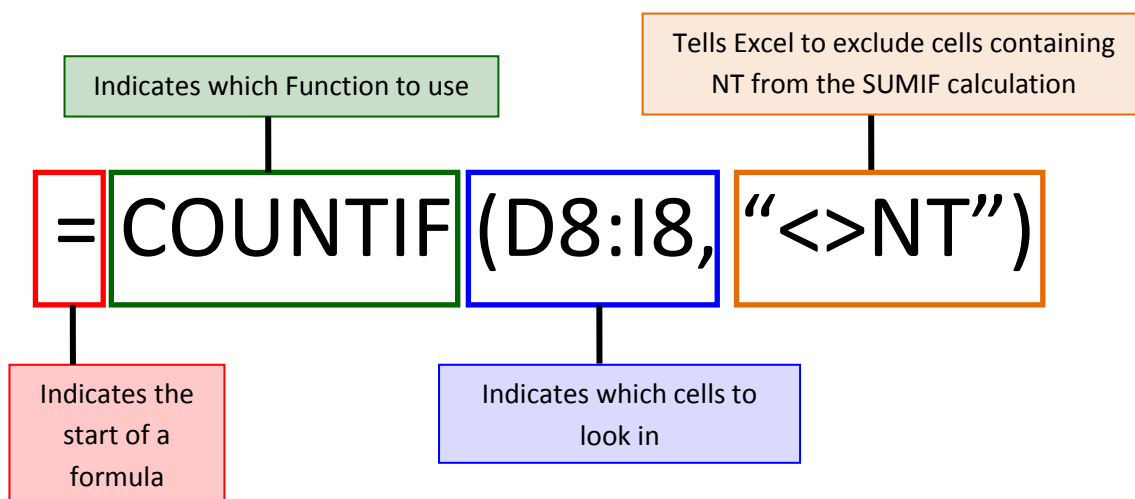 Tells Excel to exclude cells containing
NT from the SUMIF calculation
Indicates which Function to use
=COUNTIF(D8:I8, “<>NT”)
Indicates the
start of a
formula
Indicates which cells to
look in